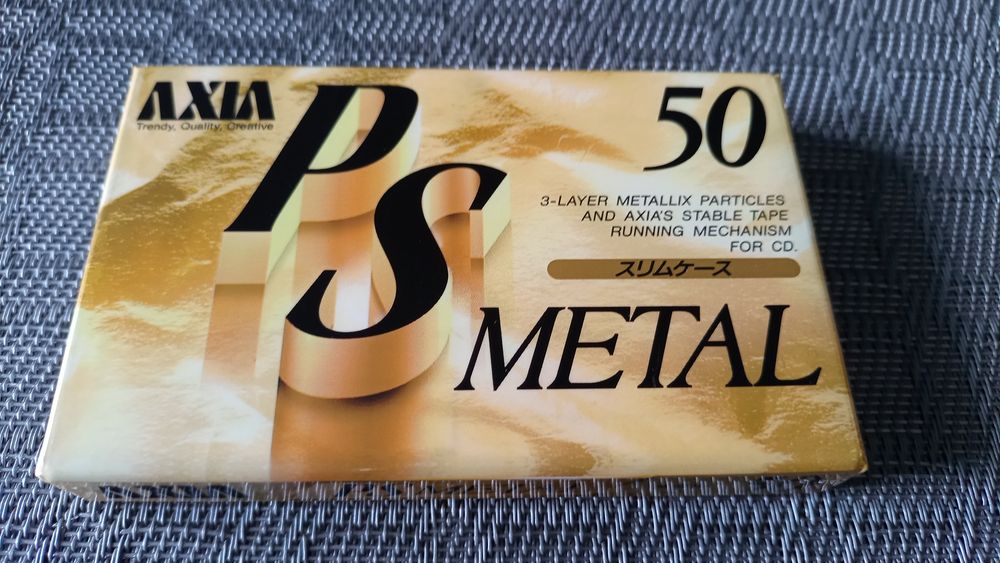 AXIA
Trendy, Quality, Creative
PS
50
3-LAYER METALLIX PARTICLES
AND AXIA'S STABLE TAPE
RUNNING MECHANISM
FOR CD.
スリムケース
METAL